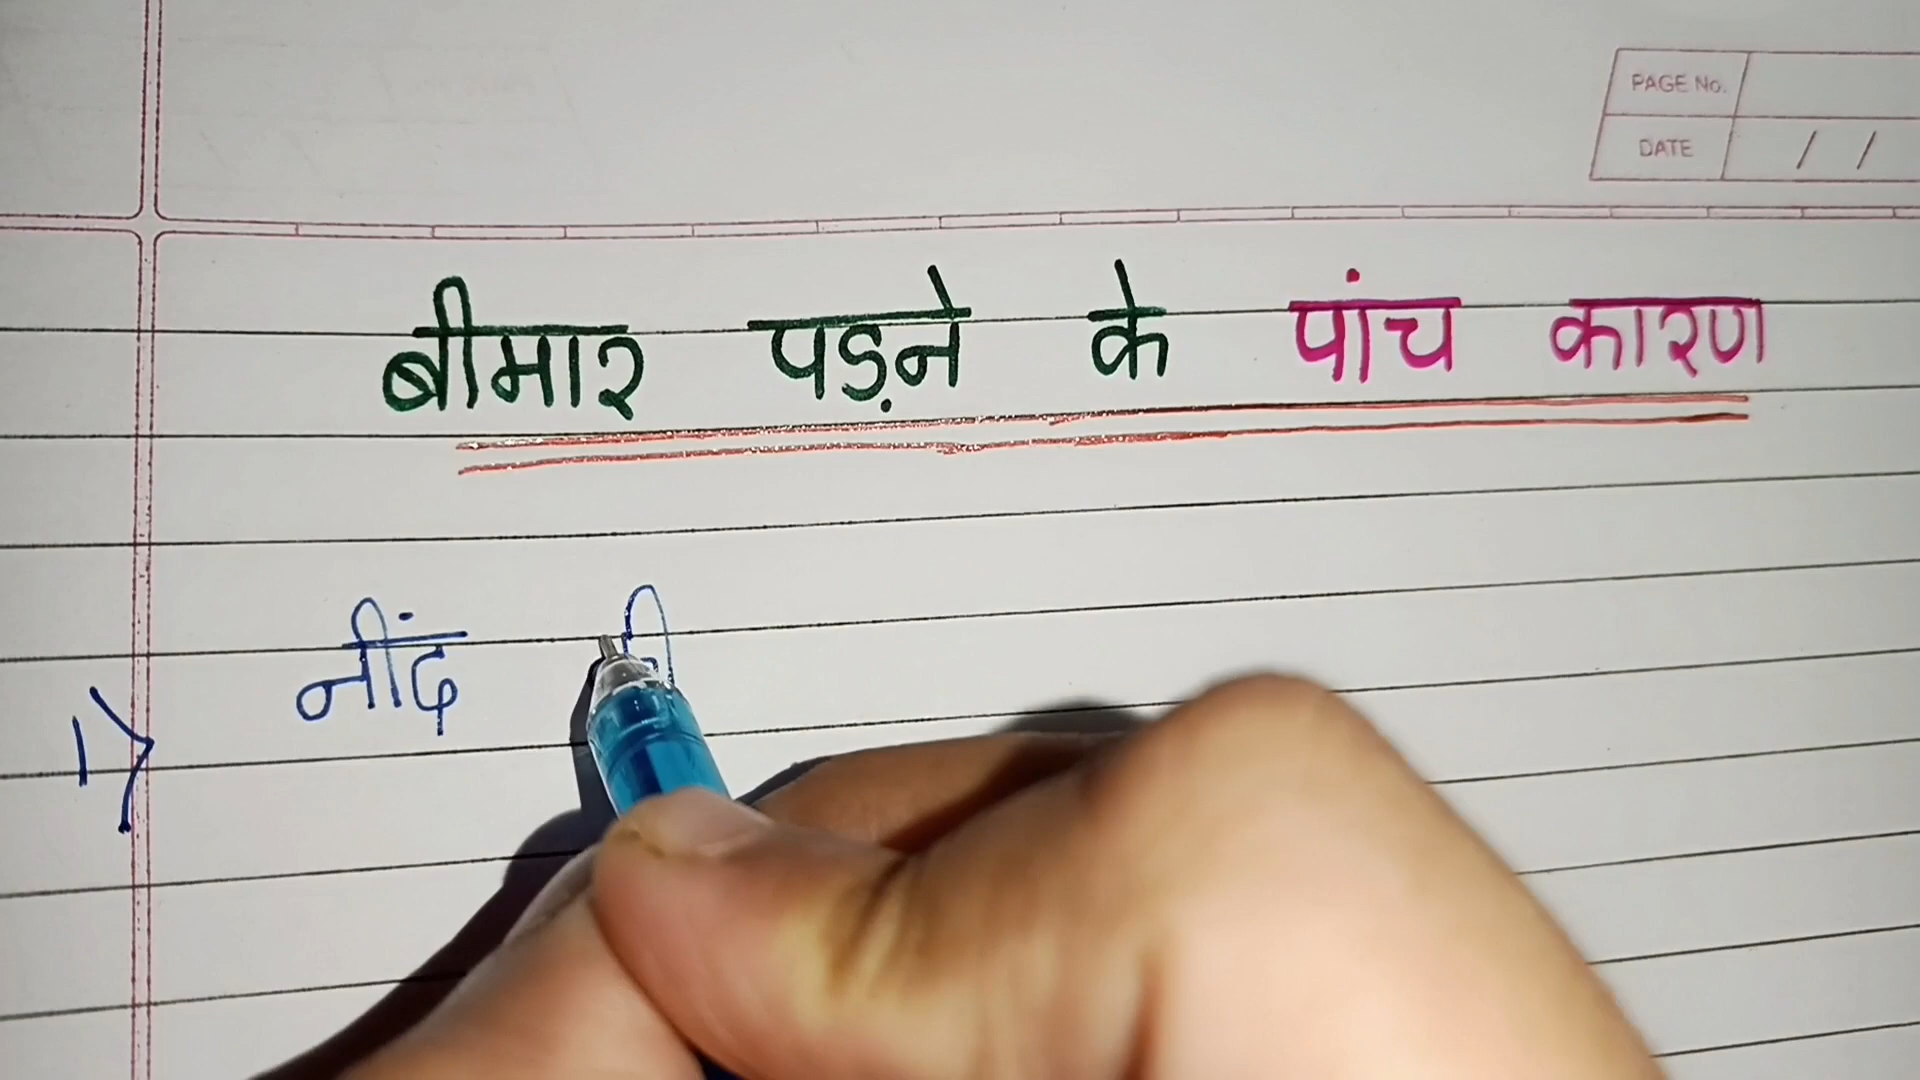 PAGE No.
DATE / /
बीमार पड़ने के पांच कारण
1) नींद